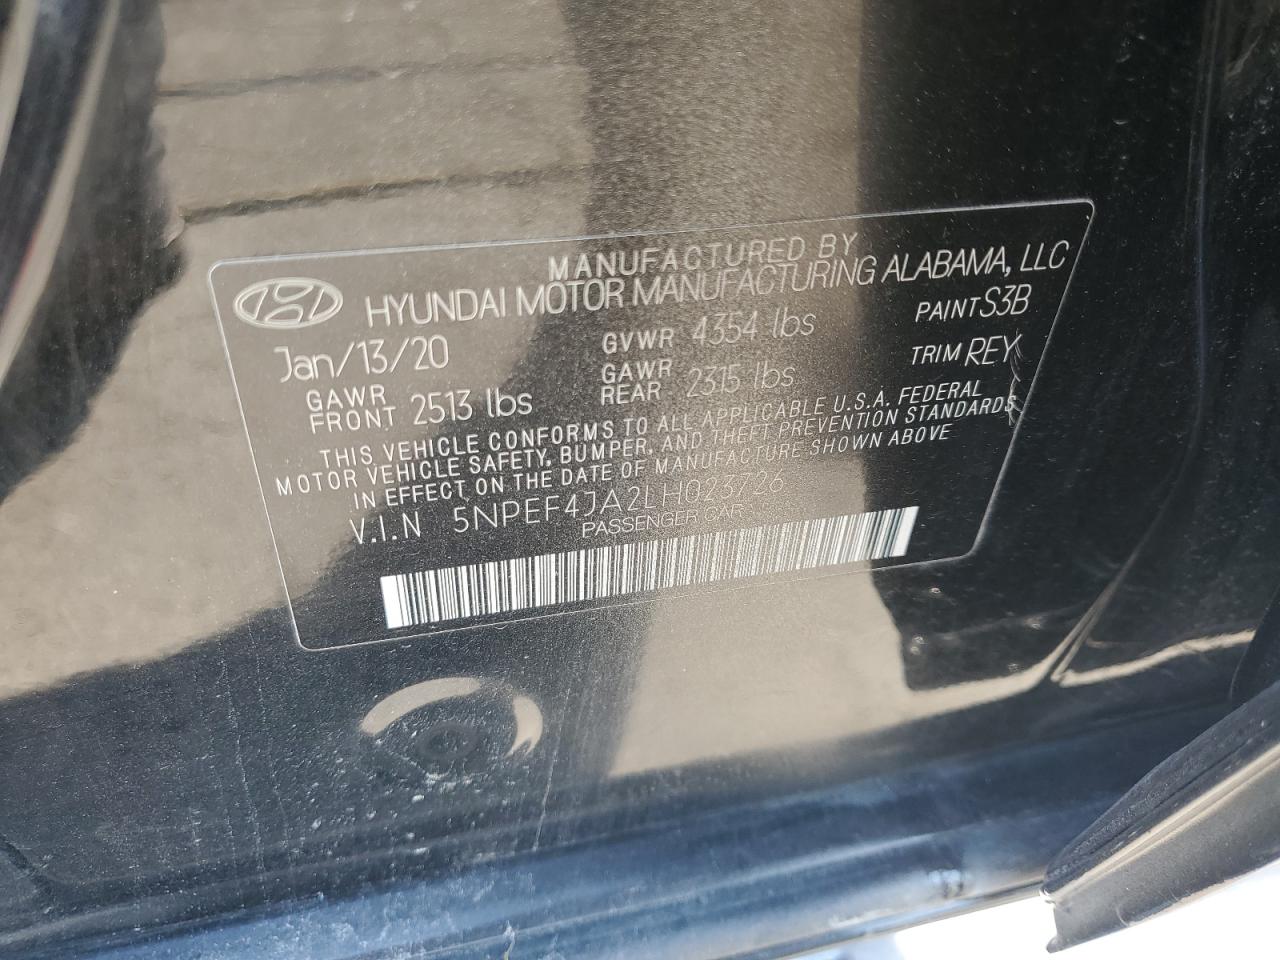 MANUFACTURED BY
HYUNDAI MOTOR MANUFACTURING ALABAMA, LLC
Jan/13/20 GVWR 4354 lbs PAINT S3B
GAWR FRONT 2513 lbs GAWR REAR 2315 lbs TRIM REY
THIS VEHICLE CONFORMS TO ALL APPLICABLE U.S.A. FEDERAL
MOTOR VEHICLE SAFETY, BUMPER, AND THEFT PREVENTION STANDARDS
IN EFFECT ON THE DATE OF MANUFACTURE SHOWN ABOVE
V.I.N 5NPEF4JA2LH023726
PASSENGER CAR